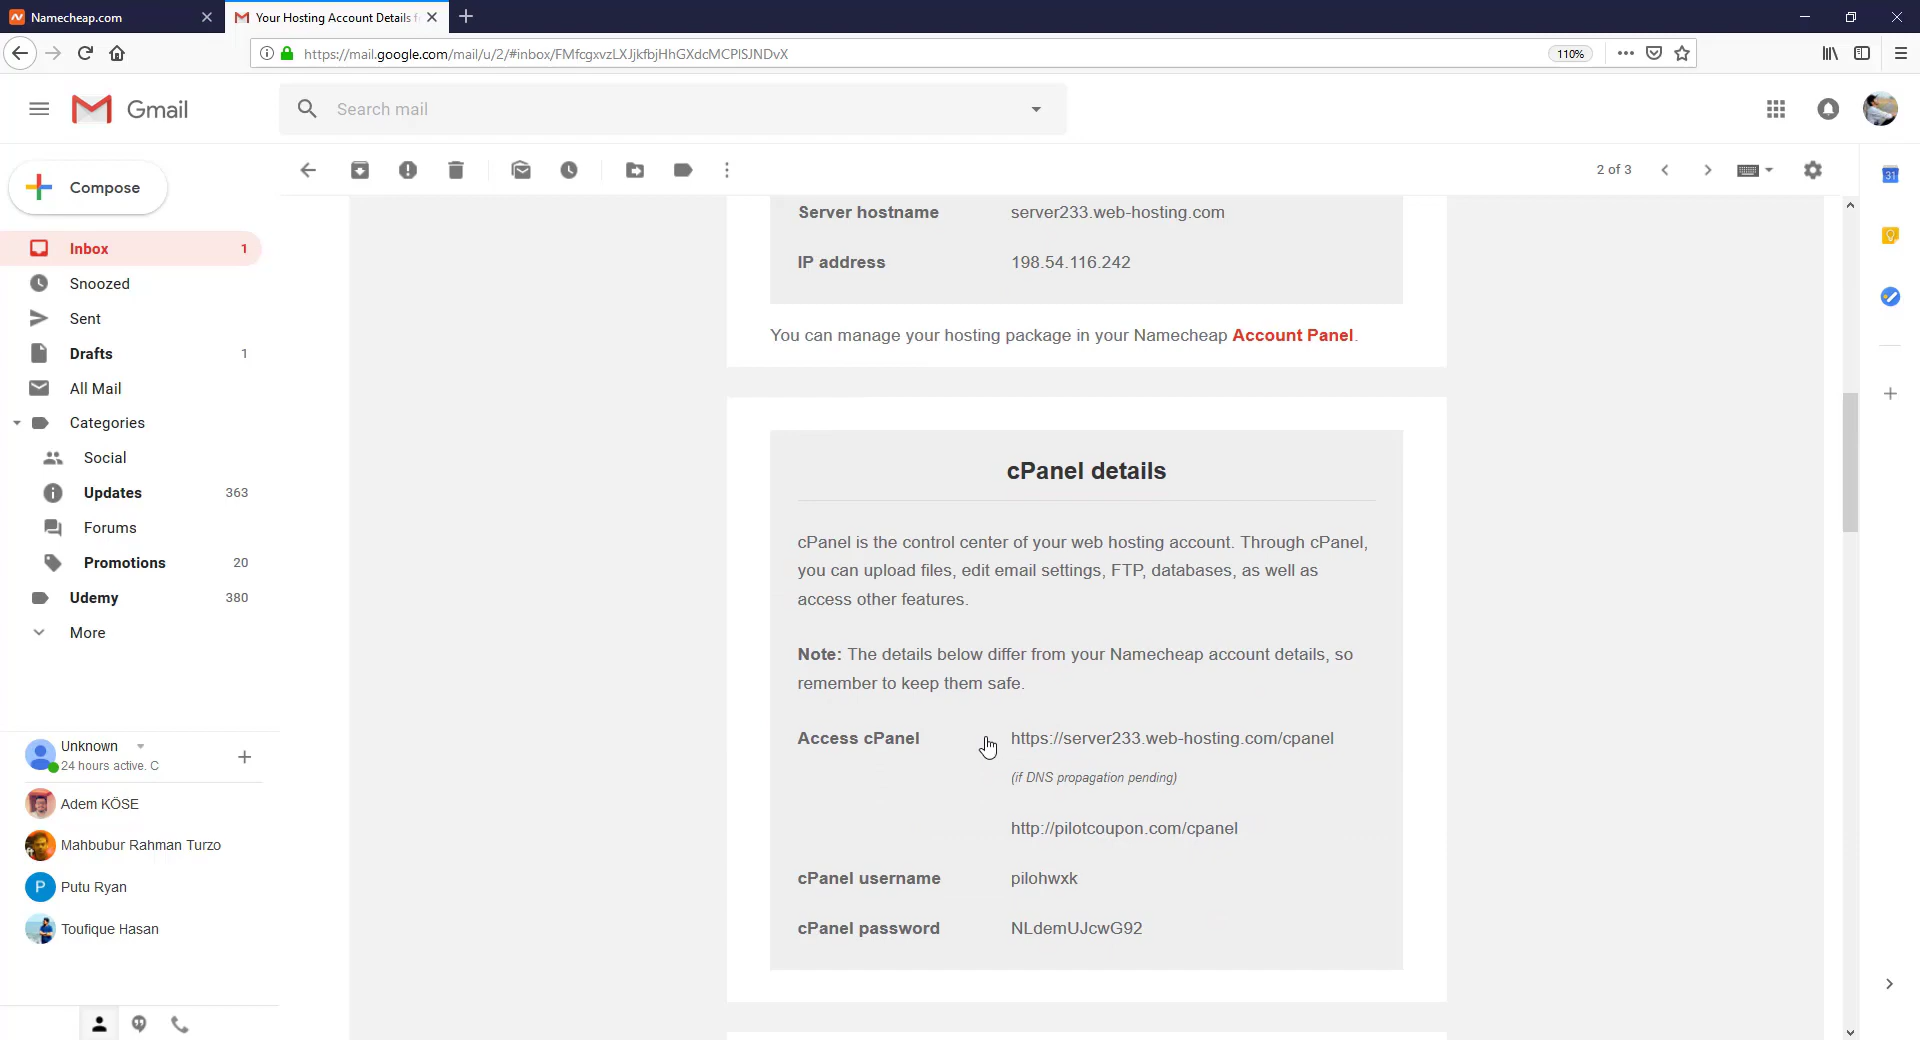 Namecheap.com
Your Hosting Account Details f
https://mail.google.com/mail/u/2/#inbox/FMfcgxvzLXJjkfbjHhGXdcMCPlSJNDvX
110%
Gmail
Search mail
Compose
2 of 3
31
Inbox 1
Snoozed
Sent
Drafts 1
All Mail
Categories
Social
Updates 363
Forums
Promotions 20
Udemy 380
More
Unknown
24 hours active. C
Adem KÖSE
Mahbubur Rahman Turzo
P Putu Ryan
Toufique Hasan
Server hostname server233.web-hosting.com
IP address 198.54.116.242
You can manage your hosting package in your Namecheap Account Panel.
cPanel details
cPanel is the control center of your web hosting account. Through cPanel,
you can upload files, edit email settings, FTP, databases, as well as
access other features.
Note: The details below differ from your Namecheap account details, so
remember to keep them safe.
Access cPanel https://server233.web-hosting.com/cpanel
(if DNS propagation pending)
http://pilotcoupon.com/cpanel
cPanel username pilohwxk
cPanel password NLdemUJcwG92